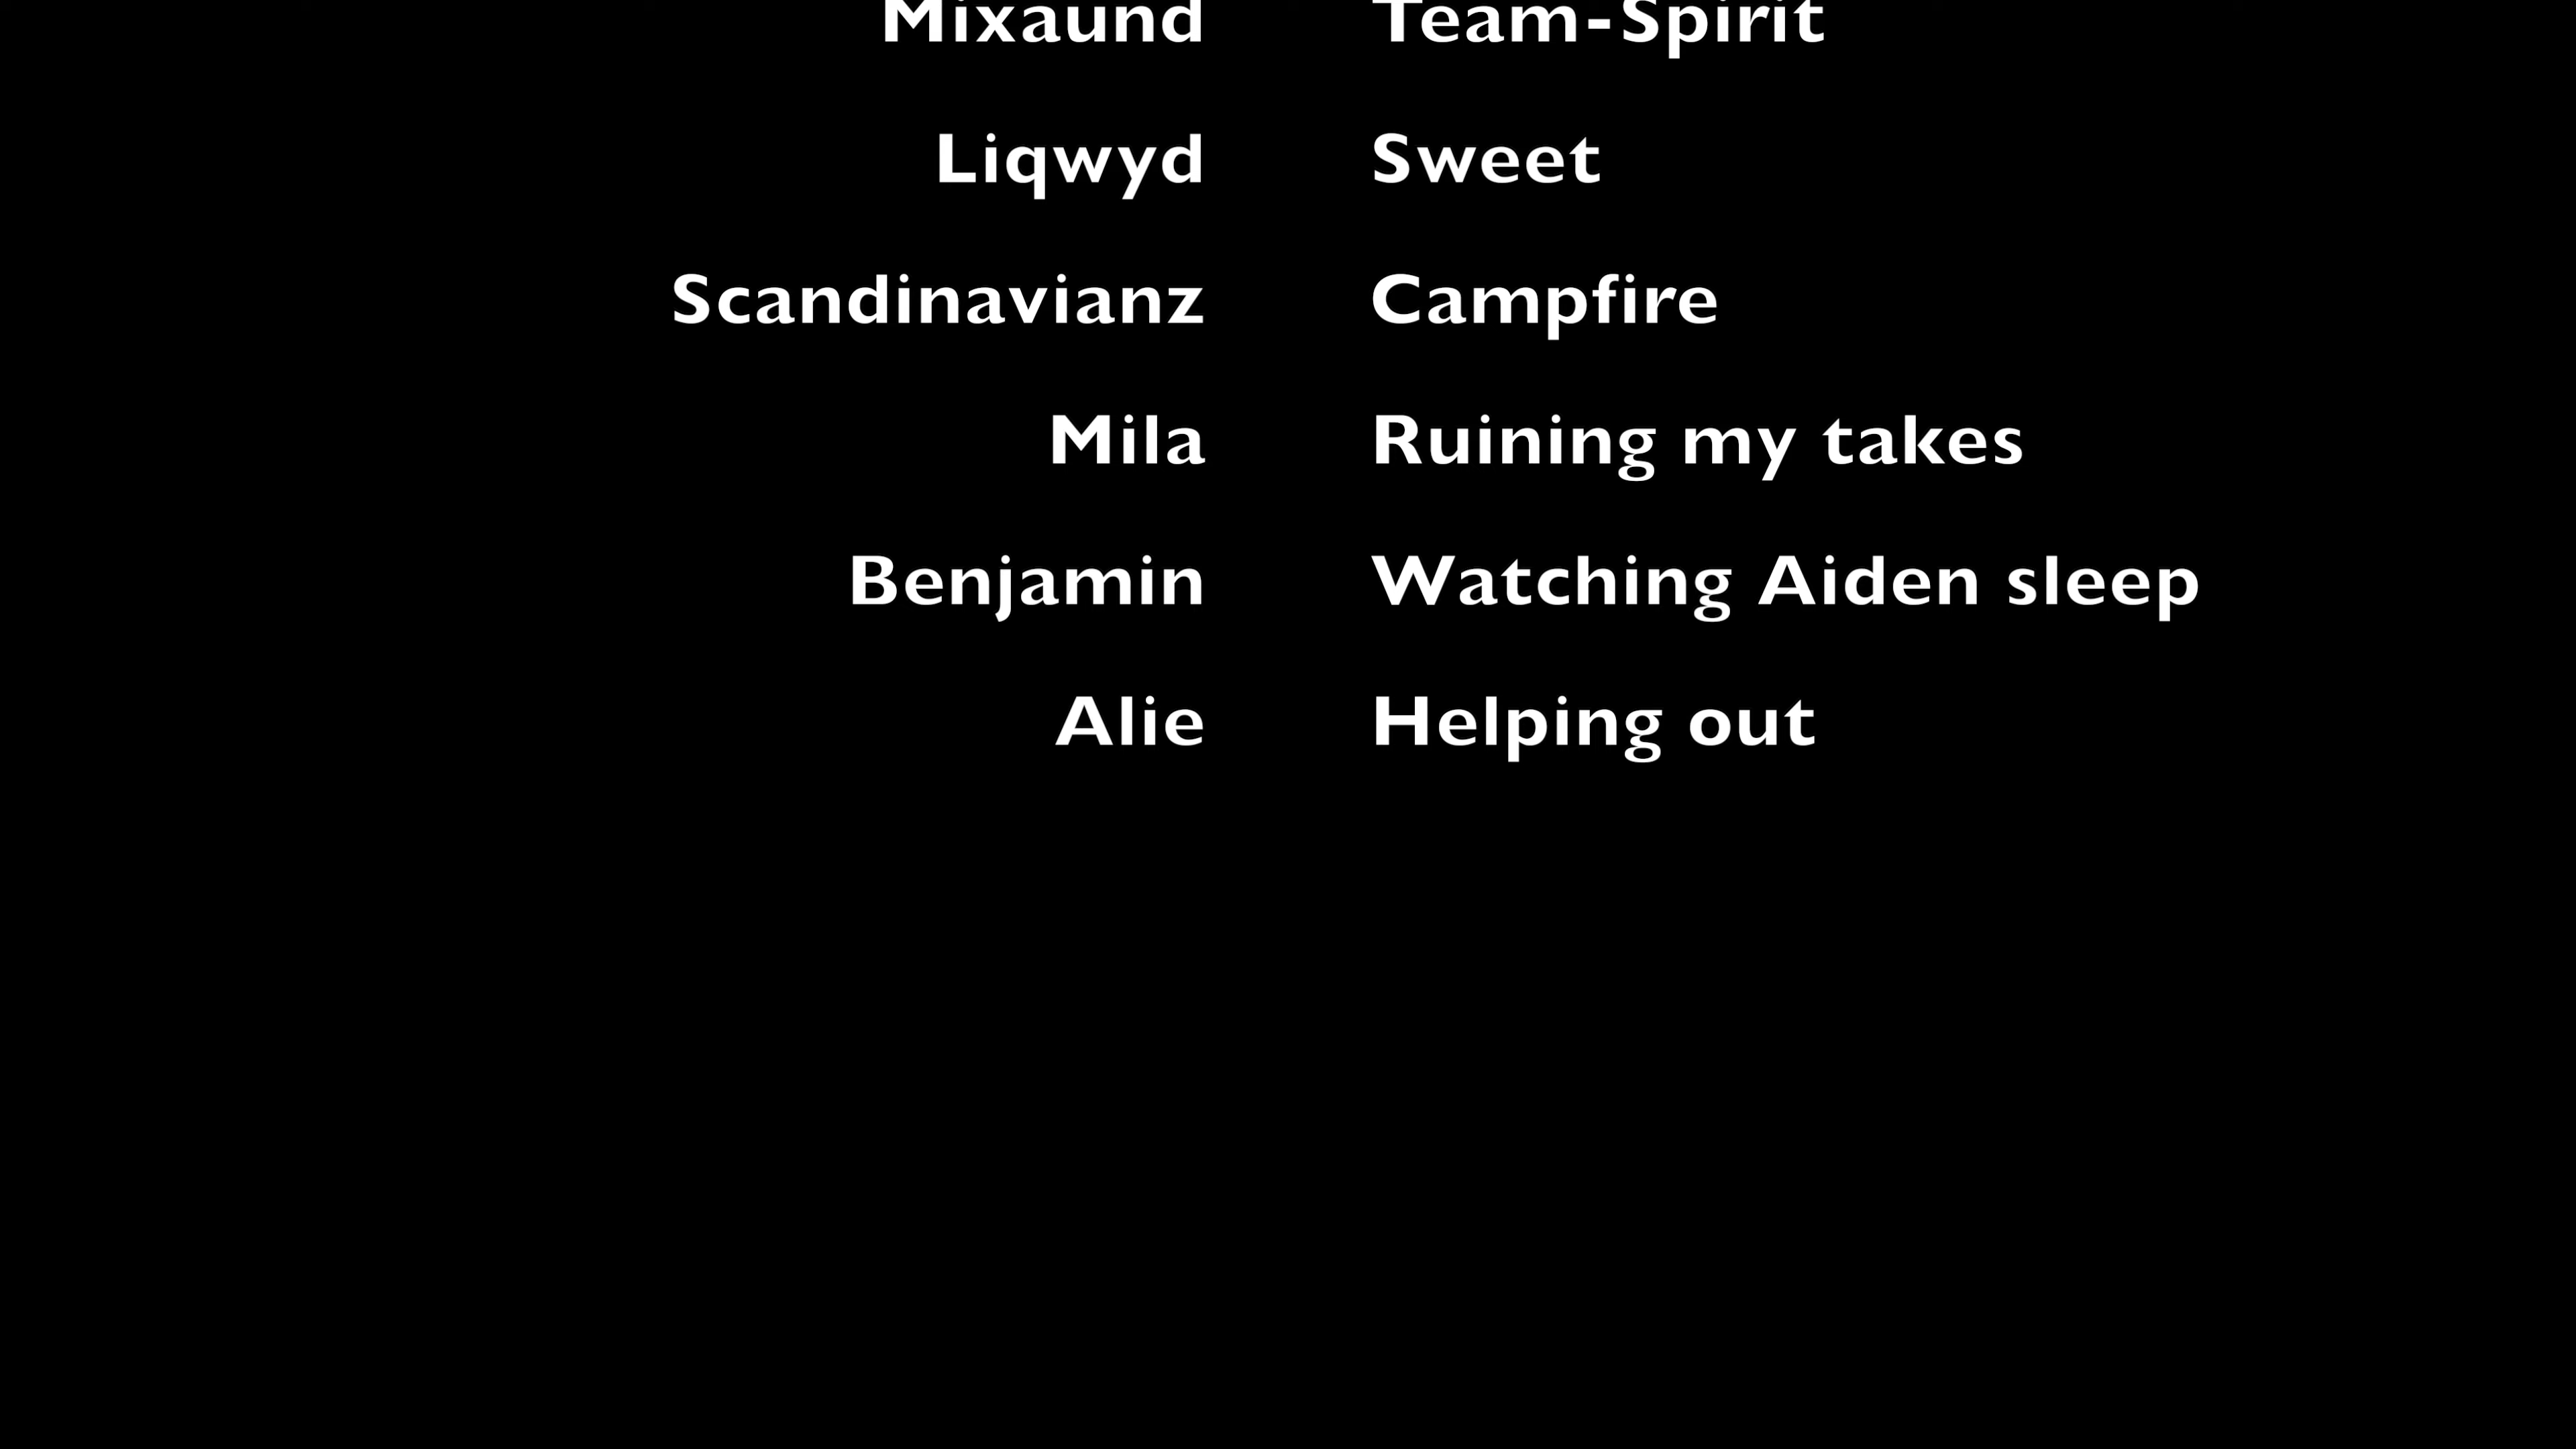 Mixaund Team-Spirit
Liqwyd Sweet
Scandinavianz Campfire
Mila Ruining my takes
Benjamin Watching Aiden sleep
Alie Helping out